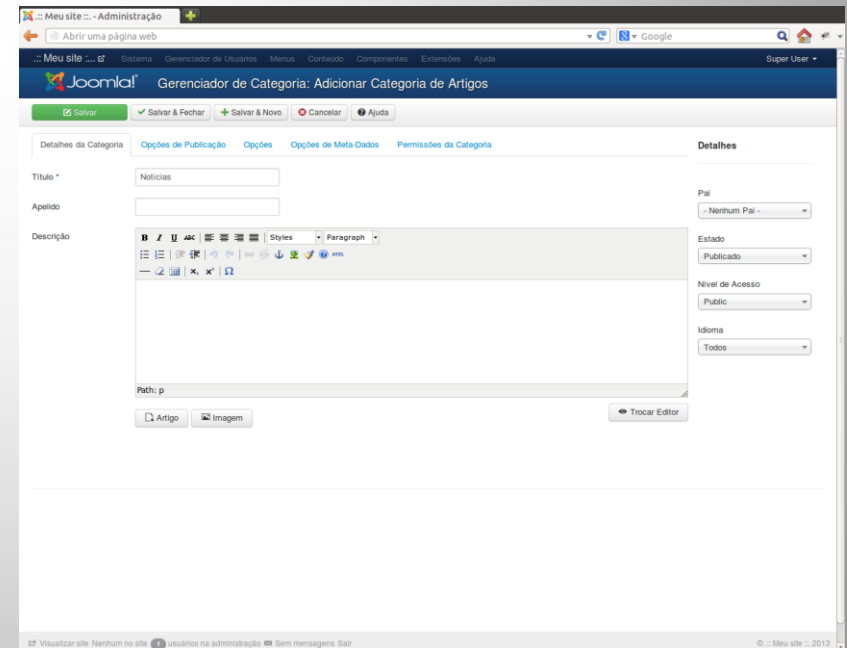 .:: Meu site ::. - Administração
Abrir uma página web
Google
.:: Meu site :... Sistema Gerenciador de Usuários Menus Conteúdo Componentes Extensões Ajuda Super User
Joomla! Gerenciador de Categoria: Adicionar Categoria de Artigos
Salvar Salvar & Fechar Salvar & Novo Cancelar Ajuda
Detalhes da Categoria Opções de Publicação Opções Opções de Meta-Dados Permissões da Categoria
Título * Notícias
Apelido
Descrição
B I U ABC Styles Paragraph
HTML
x, x' Ω
Path: p
Artigo Imagem Trocar Editor
Detalhes
Pai
- Nenhum Pai -
Estado
Publicado
Nível de Acesso
Public
Idioma
Todos
Visualizar site Nenhum no site 1 usuários na administração Sem mensagens Sair © .:: Meu site ::. 2013